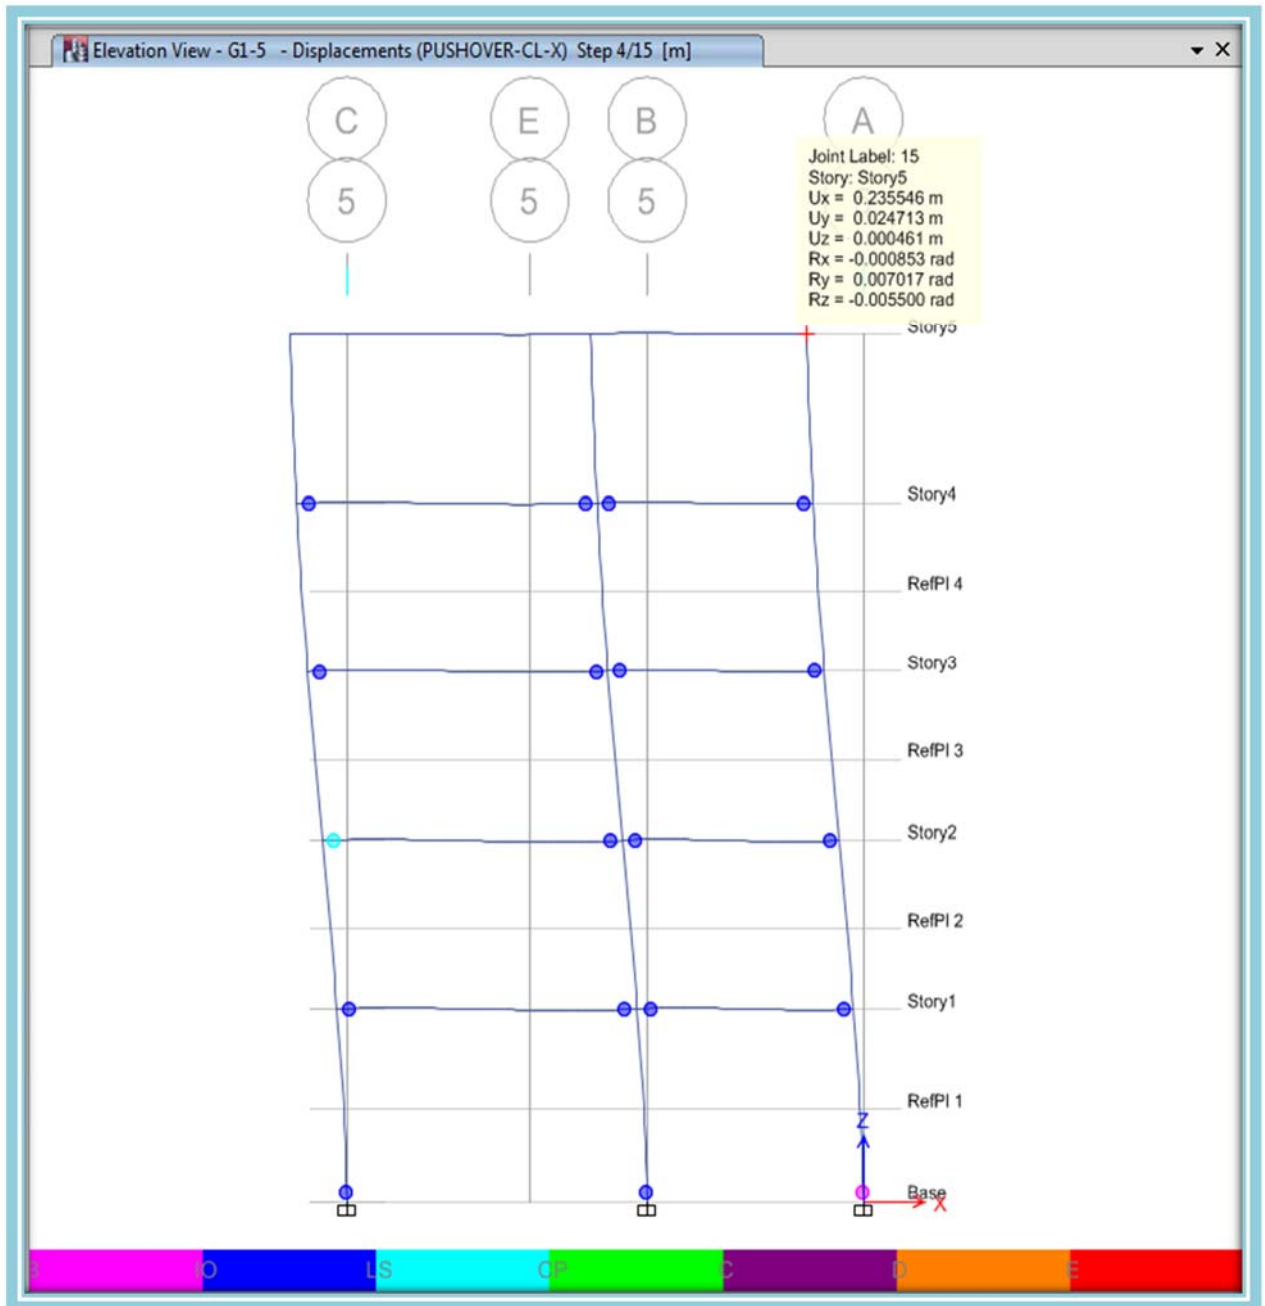 Elevation View - G1-5 - Displacements (PUSHOVER-CL-X) Step 4/15 [m]
C E B A
5 5 5
Joint Label: 15
Story: Story5
Ux = 0.235546 m
Uy = 0.024713 m
Uz = 0.000461 m
Rx = -0.000853 rad
Ry = 0.007017 rad
Rz = -0.005500 rad
Story5
Story4
RefPl 4
Story3
RefPl 3
Story2
RefPl 2
Story1
RefPl 1
Z
Base
X
B IO LS CP C D E